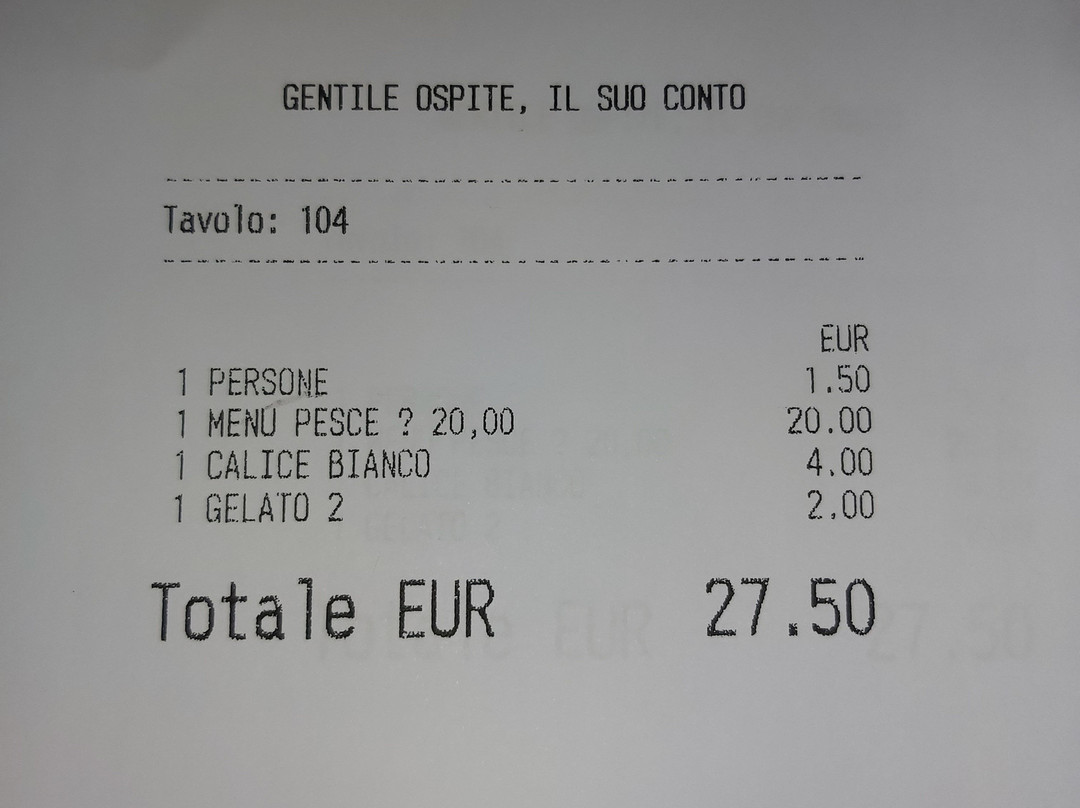 GENTILE OSPITE, IL SUO CONTO
Tavolo: 104
EUR
1 PERSONE 1.50
1 MENU PESCE ? 20,00 20.00
1 CALICE BIANCO 4.00
1 GELATO 2 2.00
Totale EUR 27.50